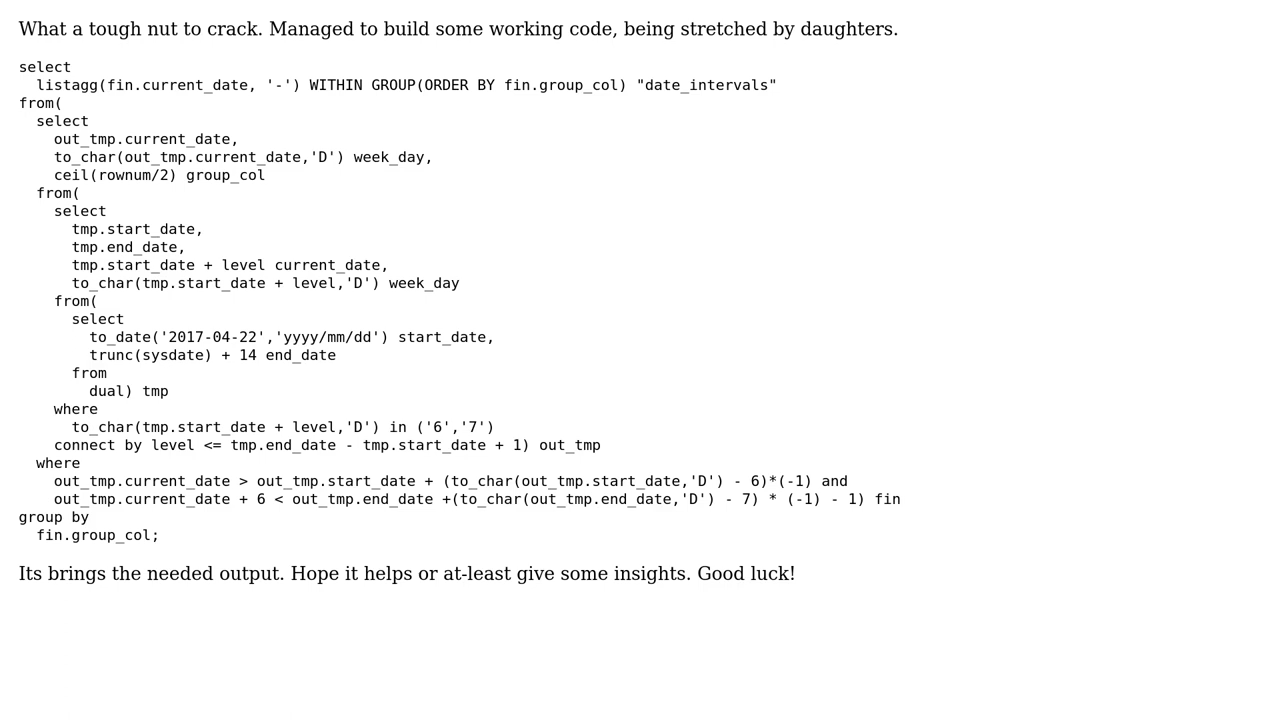 What a tough nut to crack. Managed to build some working code, being stretched by daughters.
select
  listagg(fin.current_date, '-') WITHIN GROUP(ORDER BY fin.group_col) "date_intervals"
from(
  select
    out_tmp.current_date,
    to_char(out_tmp.current_date,'D') week_day,
    ceil(rownum/2) group_col
  from(
    select
      tmp.start_date,
      tmp.end_date,
      tmp.start_date + level current_date,
      to_char(tmp.start_date + level,'D') week_day
    from(
      select
        to_date('2017-04-22','yyyy/mm/dd') start_date,
        trunc(sysdate) + 14 end_date
      from
        dual) tmp
    where
      to_char(tmp.start_date + level,'D') in ('6','7')
    connect by level <= tmp.end_date - tmp.start_date + 1) out_tmp
  where
    out_tmp.current_date > out_tmp.start_date + (to_char(out_tmp.start_date,'D') - 6)*(-1) and
    out_tmp.current_date + 6 < out_tmp.end_date +(to_char(out_tmp.end_date,'D') - 7) * (-1) - 1) fin
group by
  fin.group_col;
Its brings the needed output. Hope it helps or at-least give some insights. Good luck!